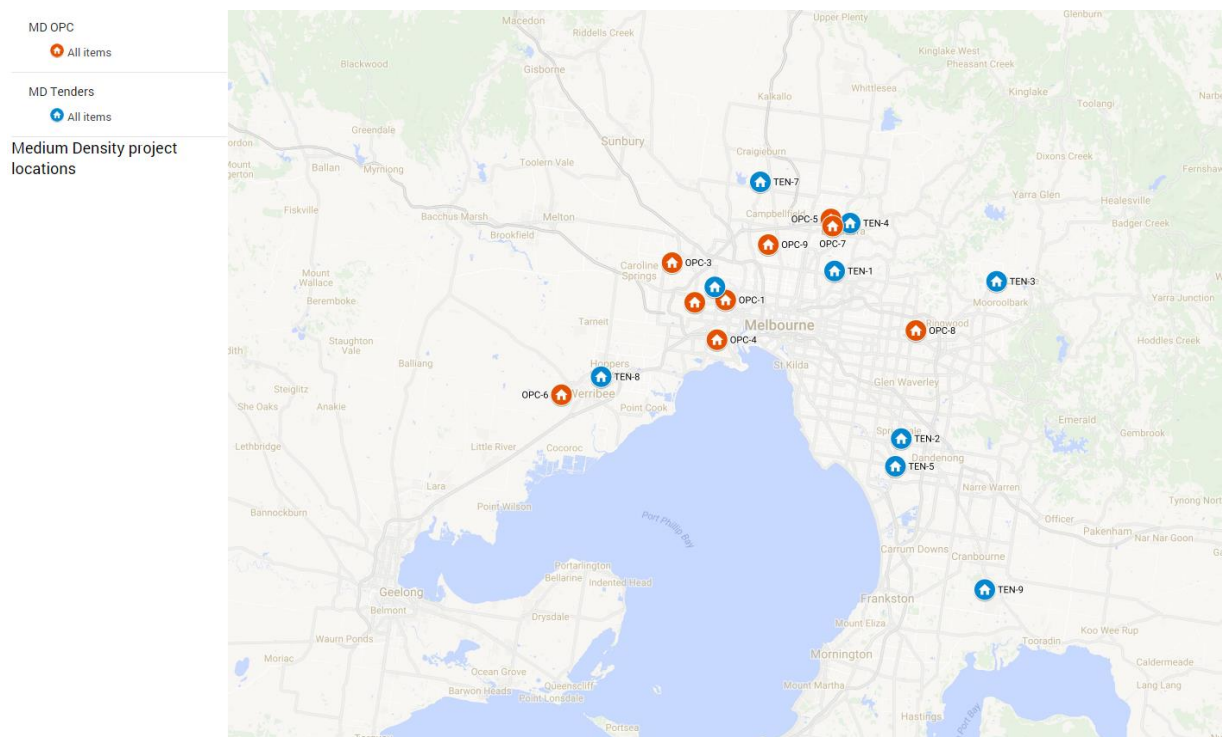 MD OPC
All items
MD Tenders
All items
Medium Density project
locations
Macedon
Riddells Creek
Upper Plenty
Glenburn
Blackwood
Gisborne
Kinglake West
Pheasant Creek
Kalkallo
Whittlesea
Kinglake
Toolangi
Greendale
Sunbury
Craigieburn
Ballan
Myrniong
Toolern Vale
Dixons Creek
TEN-7
Yarra Glen
Healesville
Fiskville
Bacchus Marsh
Melton
Campbellfield
OPC-5
TEN-4
Badger Creek
Brookfield
OPC-9
OPC-7
Caroline
Springs
OPC-3
TEN-1
Mount
Wallace
TEN-3
Beremboke
OPC-1
Mooroolbark
Yarra Junction
Tarneit
Melbourne
Ringwood
OPC-8
Staughton
Vale
OPC-4
Hoddles Creek
Balliang
Hoppers
St Kilda
TEN-8
Glen Waverley
Steiglitz
OPC-6
Werribee
She Oaks
Anakie
Point Cook
Emerald
Gembrook
Lethbridge
Little River
Cocoroc
TEN-2
Dandenong
TEN-5
Lara
Narre Warren
Bannockburn
Point Wilson
Tynong Nort
Port Phillip
Bay
Officer
Pakenham
Nar Nar Goon
Carrum Downs
Cranbourne
Portarlington
Bellarine
Indented Head
Geelong
Frankston
TEN-9
Belmont
Drysdale
Mount Eliza
Waurn Ponds
Koo Wee Rup
Tooradin
Moriac
Mornington
Caldermeade
Ocean Grove
Queenscliff
Mount Martha
Lang Lang
Barwon Heads
Point Lonsdale
Hastings
Portsea